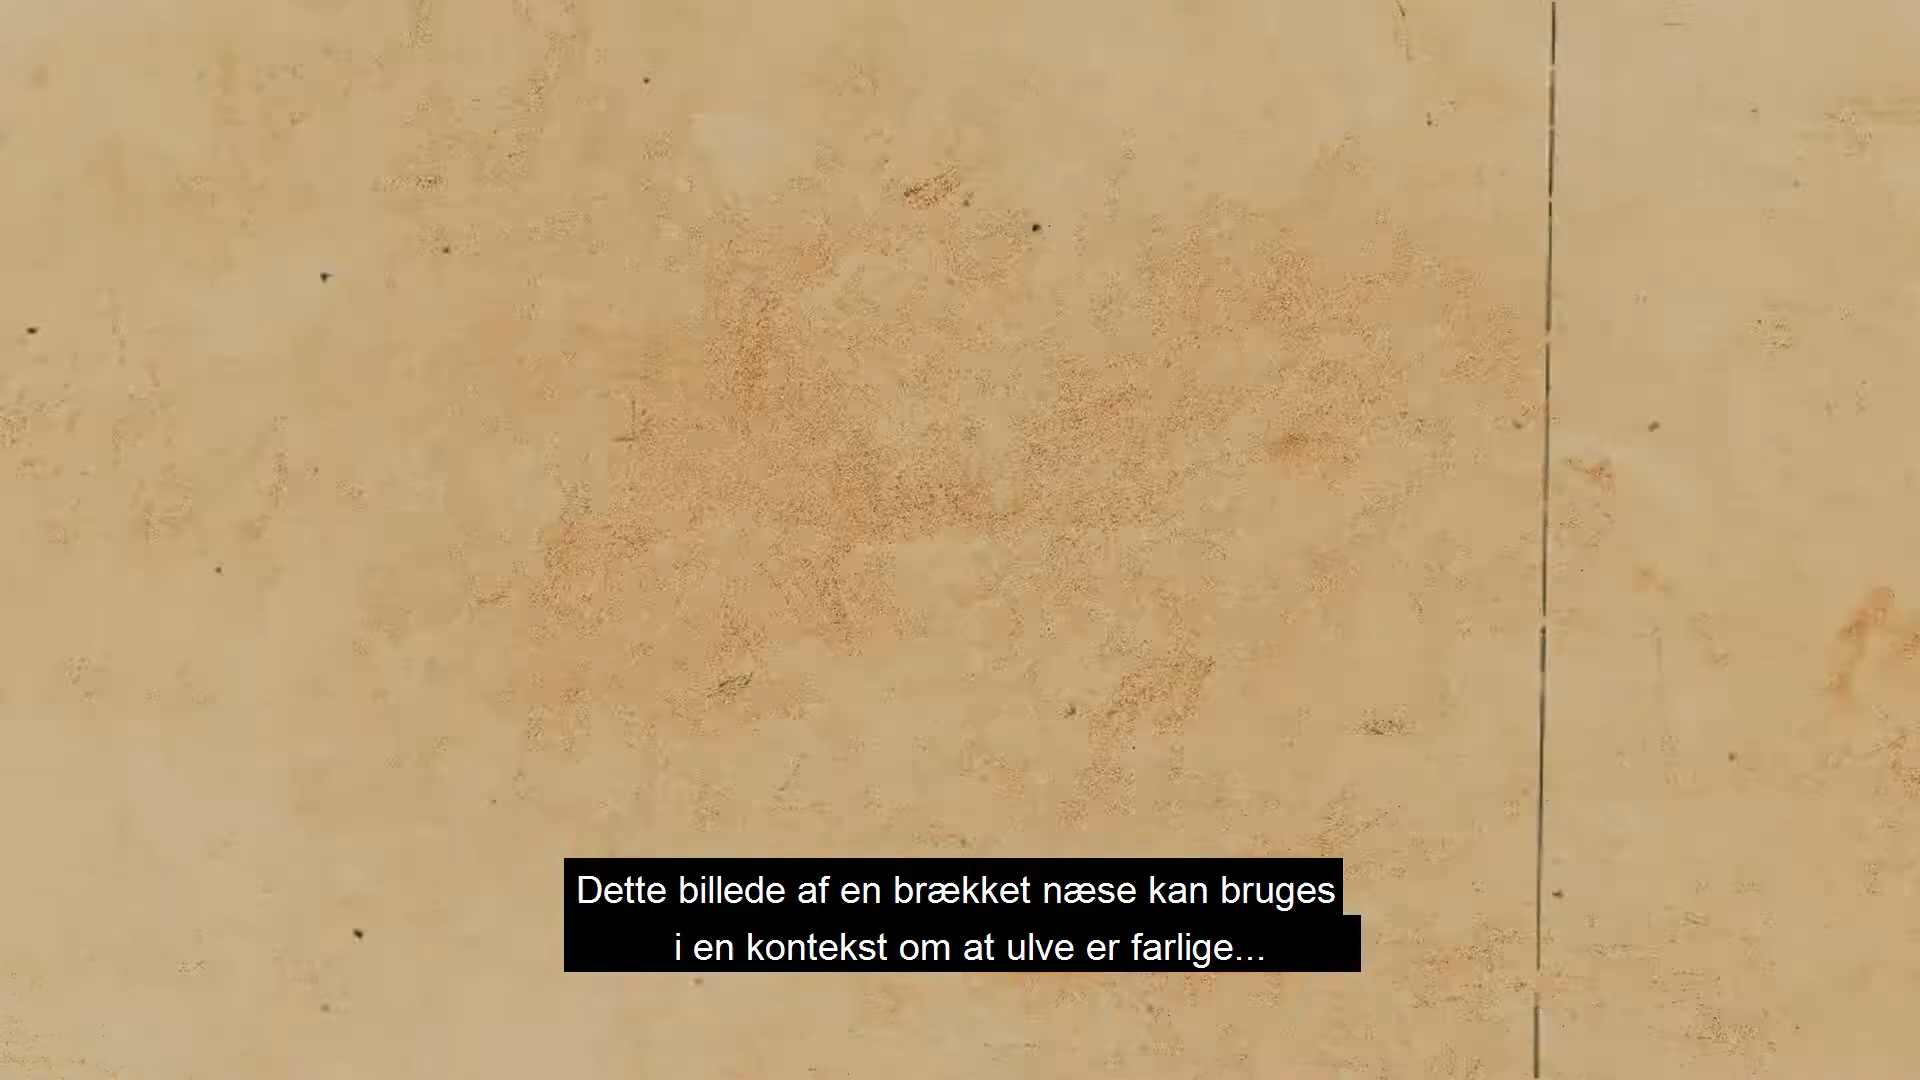 Dette billede af en brækket næse kan bruges
i en kontekst om at ulve er farlige...